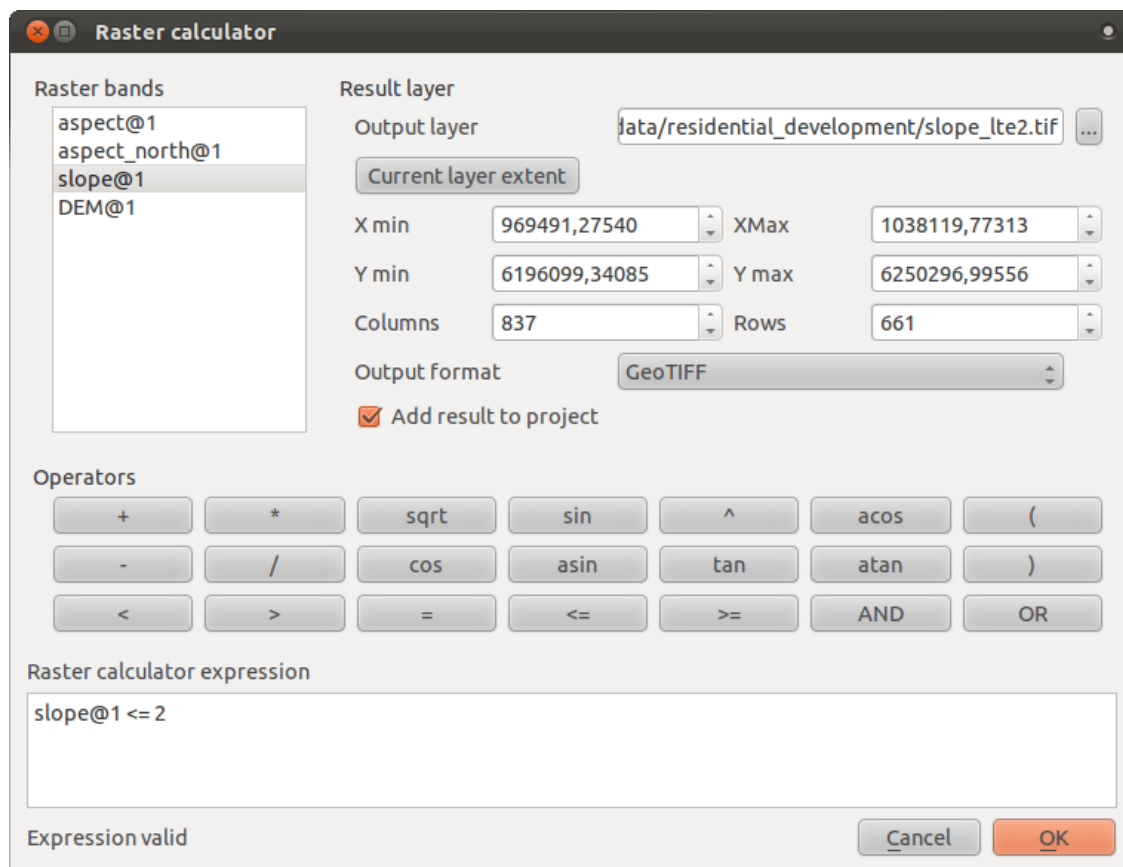 Raster calculator
Raster bands
aspect@1
aspect_north@1
slope@1
DEM@1
Result layer
Output layer data/residential_development/slope_lte2.tif ...
Current layer extent
X min 969491,27540 XMax 1038119,77313
Y min 6196099,34085 Y max 6250296,99556
Columns 837 Rows 661
Output format GeoTIFF
Add result to project
Operators
+ * sqrt sin ^ acos (
- / cos asin tan atan )
< > = <= >= AND OR
Raster calculator expression
slope@1 <= 2
Expression valid
Cancel OK